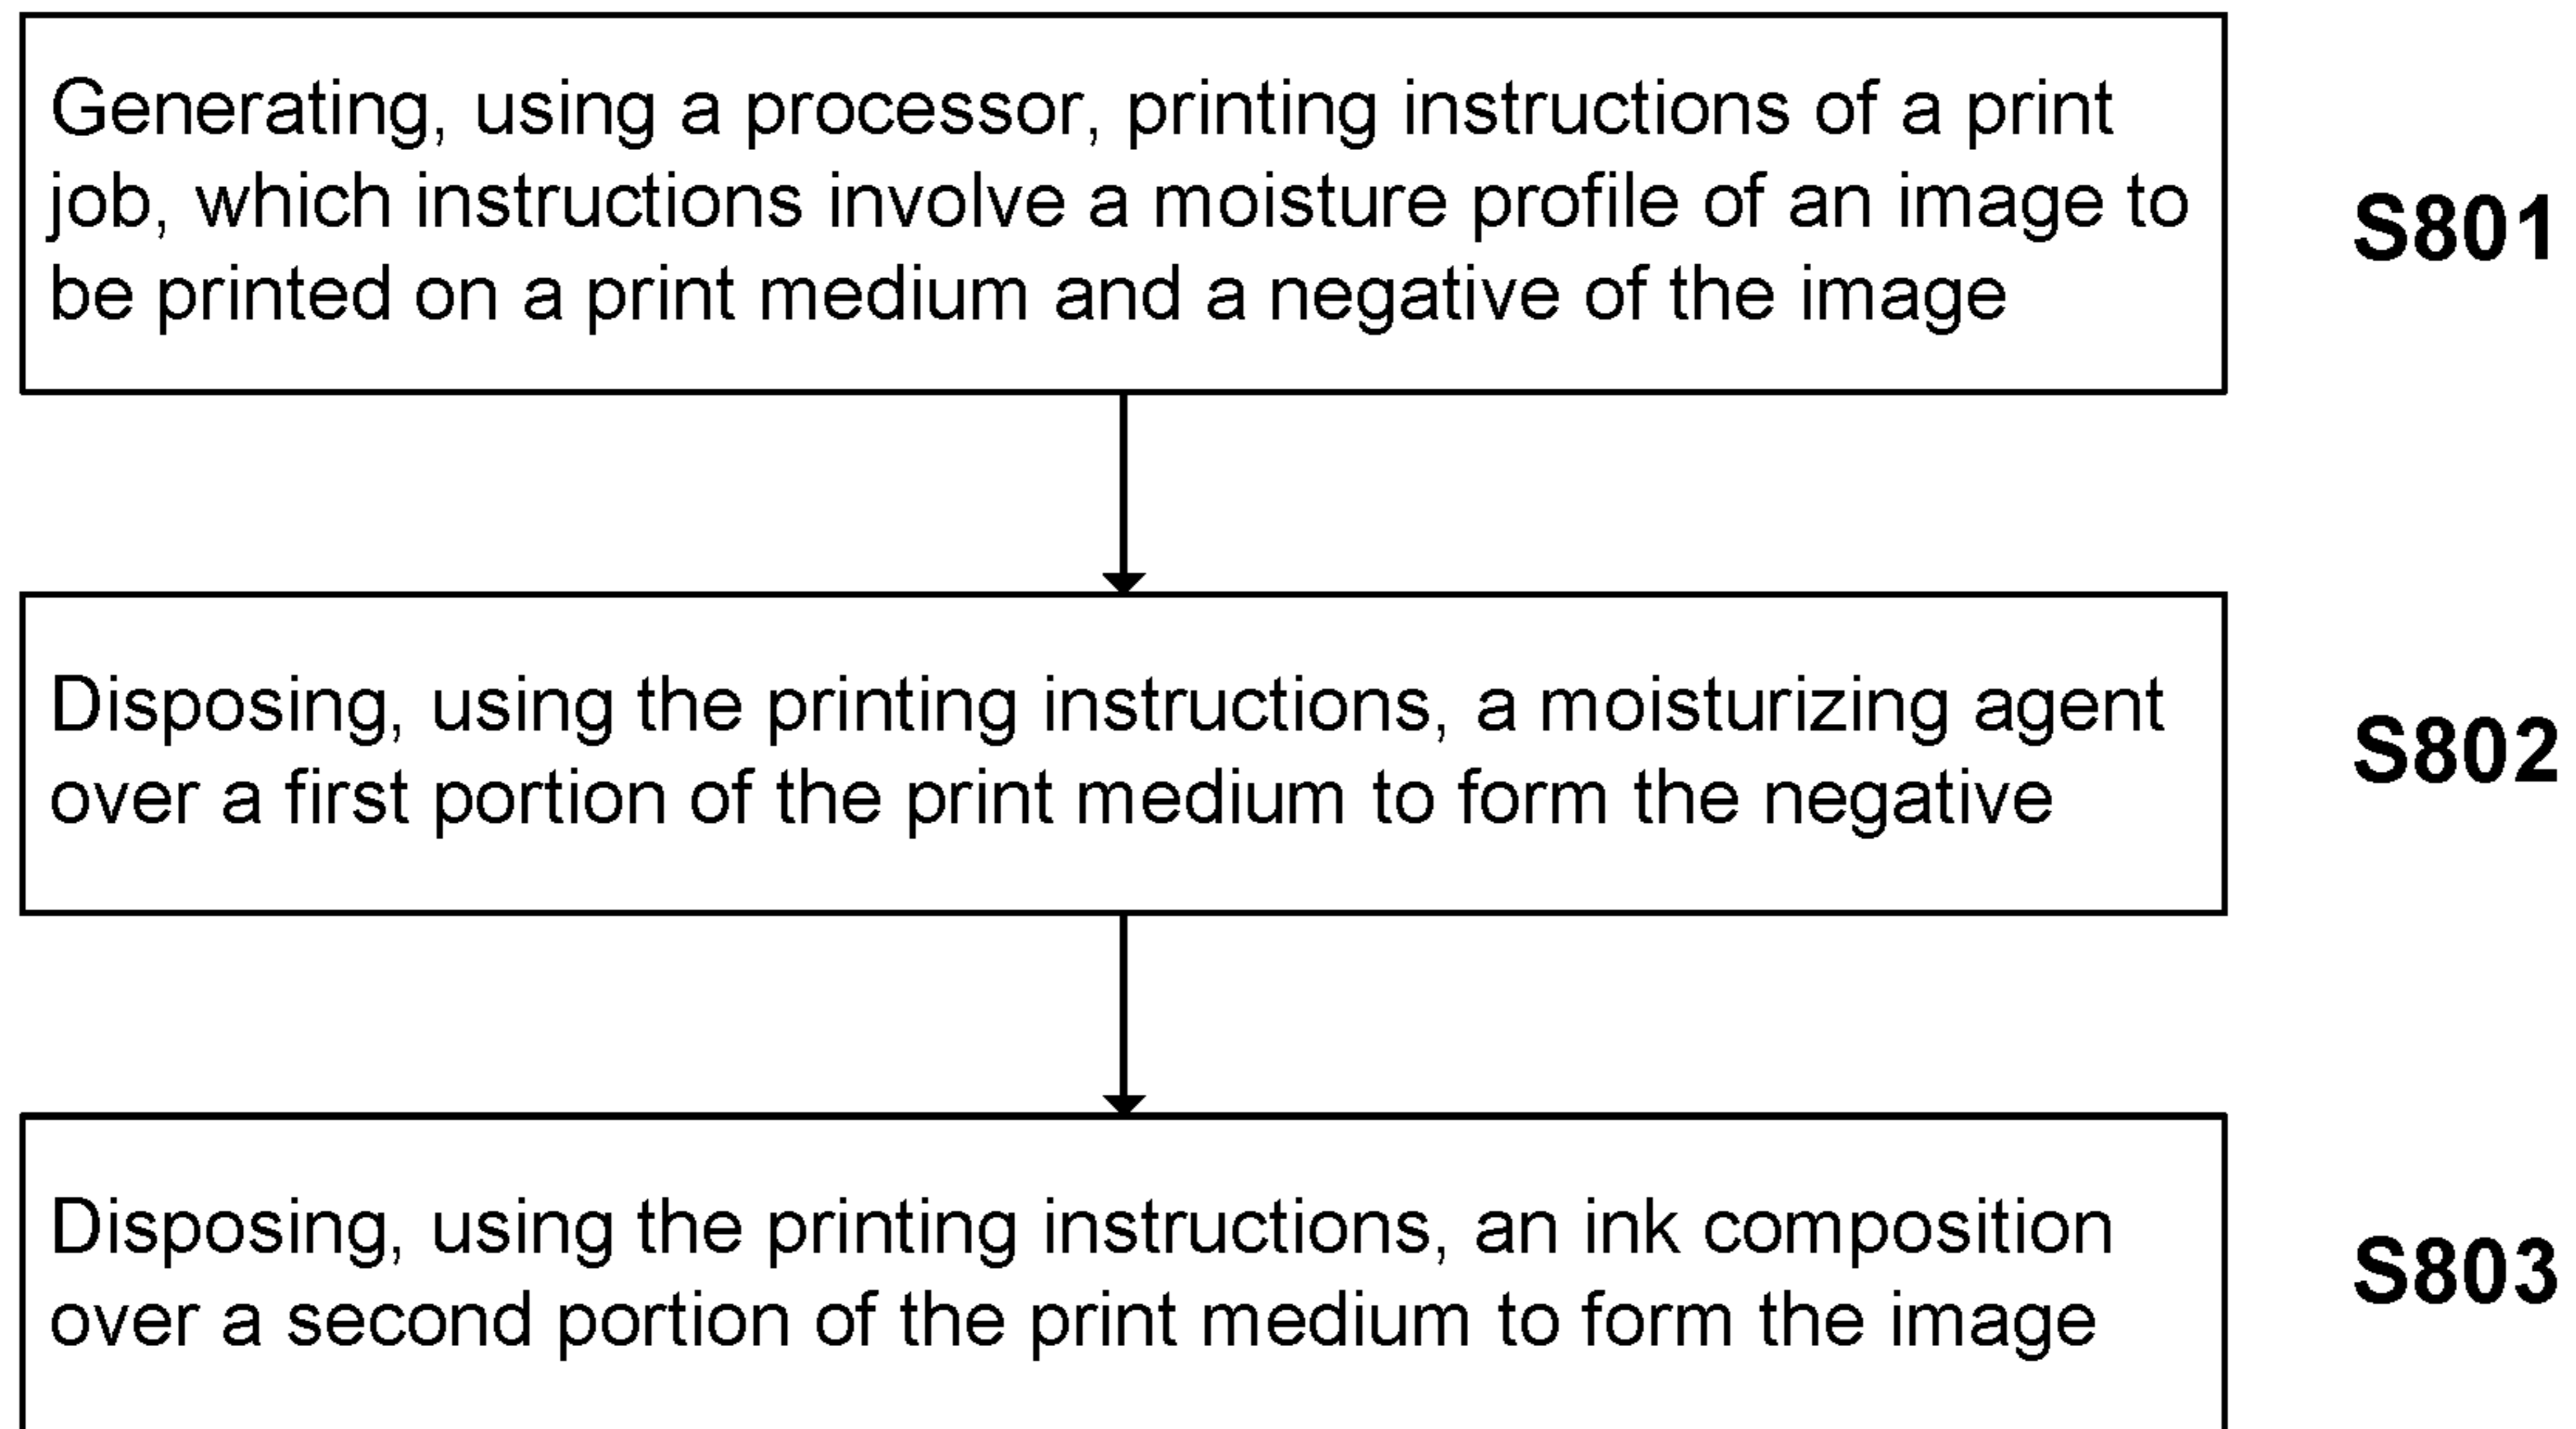 Generating, using a processor, printing instructions of a print
job, which instructions involve a moisture profile of an image to
be printed on a print medium and a negative of the image
S801
Disposing, using the printing instructions, a moisturizing agent
over a first portion of the print medium to form the negative
S802
Disposing, using the printing instructions, an ink composition
over a second portion of the print medium to form the image
S803